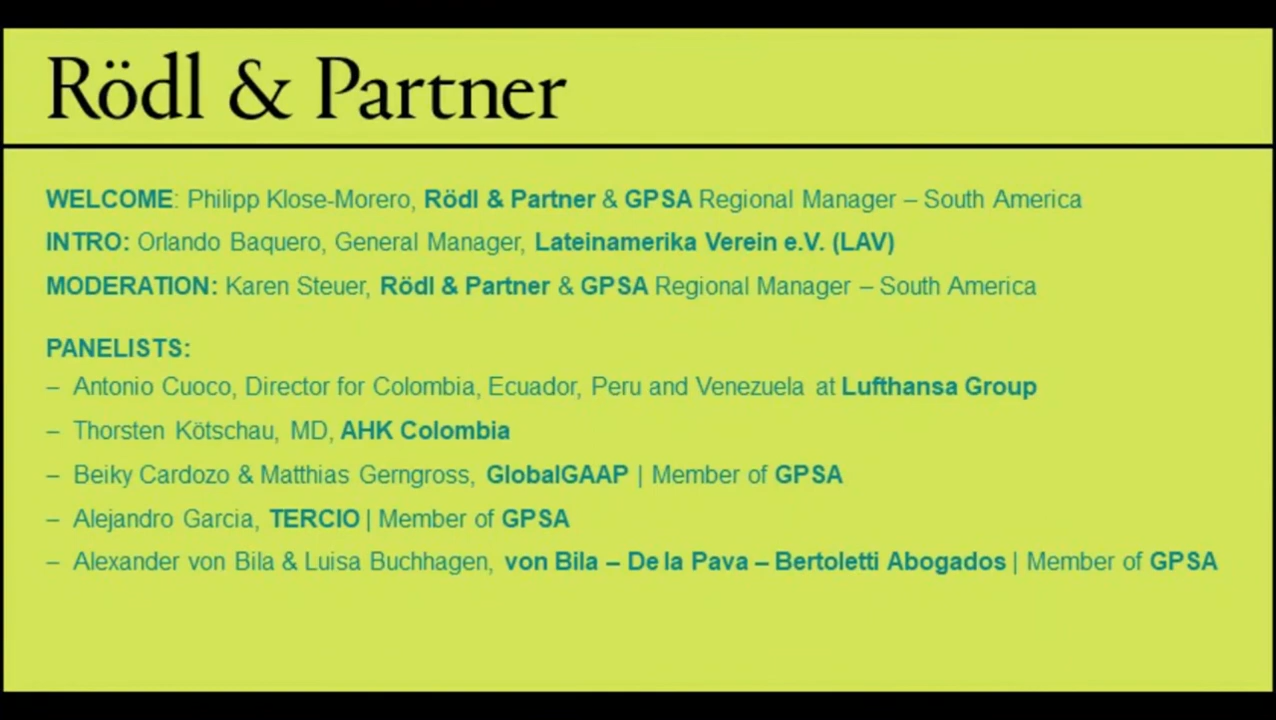 Rödl & Partner
WELCOME: Philipp Klose-Morero, Rödl & Partner & GPSA Regional Manager – South America
INTRO: Orlando Baquero, General Manager, Lateinamerika Verein e.V. (LAV)
MODERATION: Karen Steuer, Rödl & Partner & GPSA Regional Manager – South America
PANELISTS:
– Antonio Cuoco, Director for Colombia, Ecuador, Peru and Venezuela at Lufthansa Group
– Thorsten Kötschau, MD, AHK Colombia
– Beiky Cardozo & Matthias Gerngross, GlobalGAAP | Member of GPSA
– Alejandro Garcia, TERCIO | Member of GPSA
– Alexander von Bila & Luisa Buchhagen, von Bila – De la Pava – Bertoletti Abogados | Member of GPSA